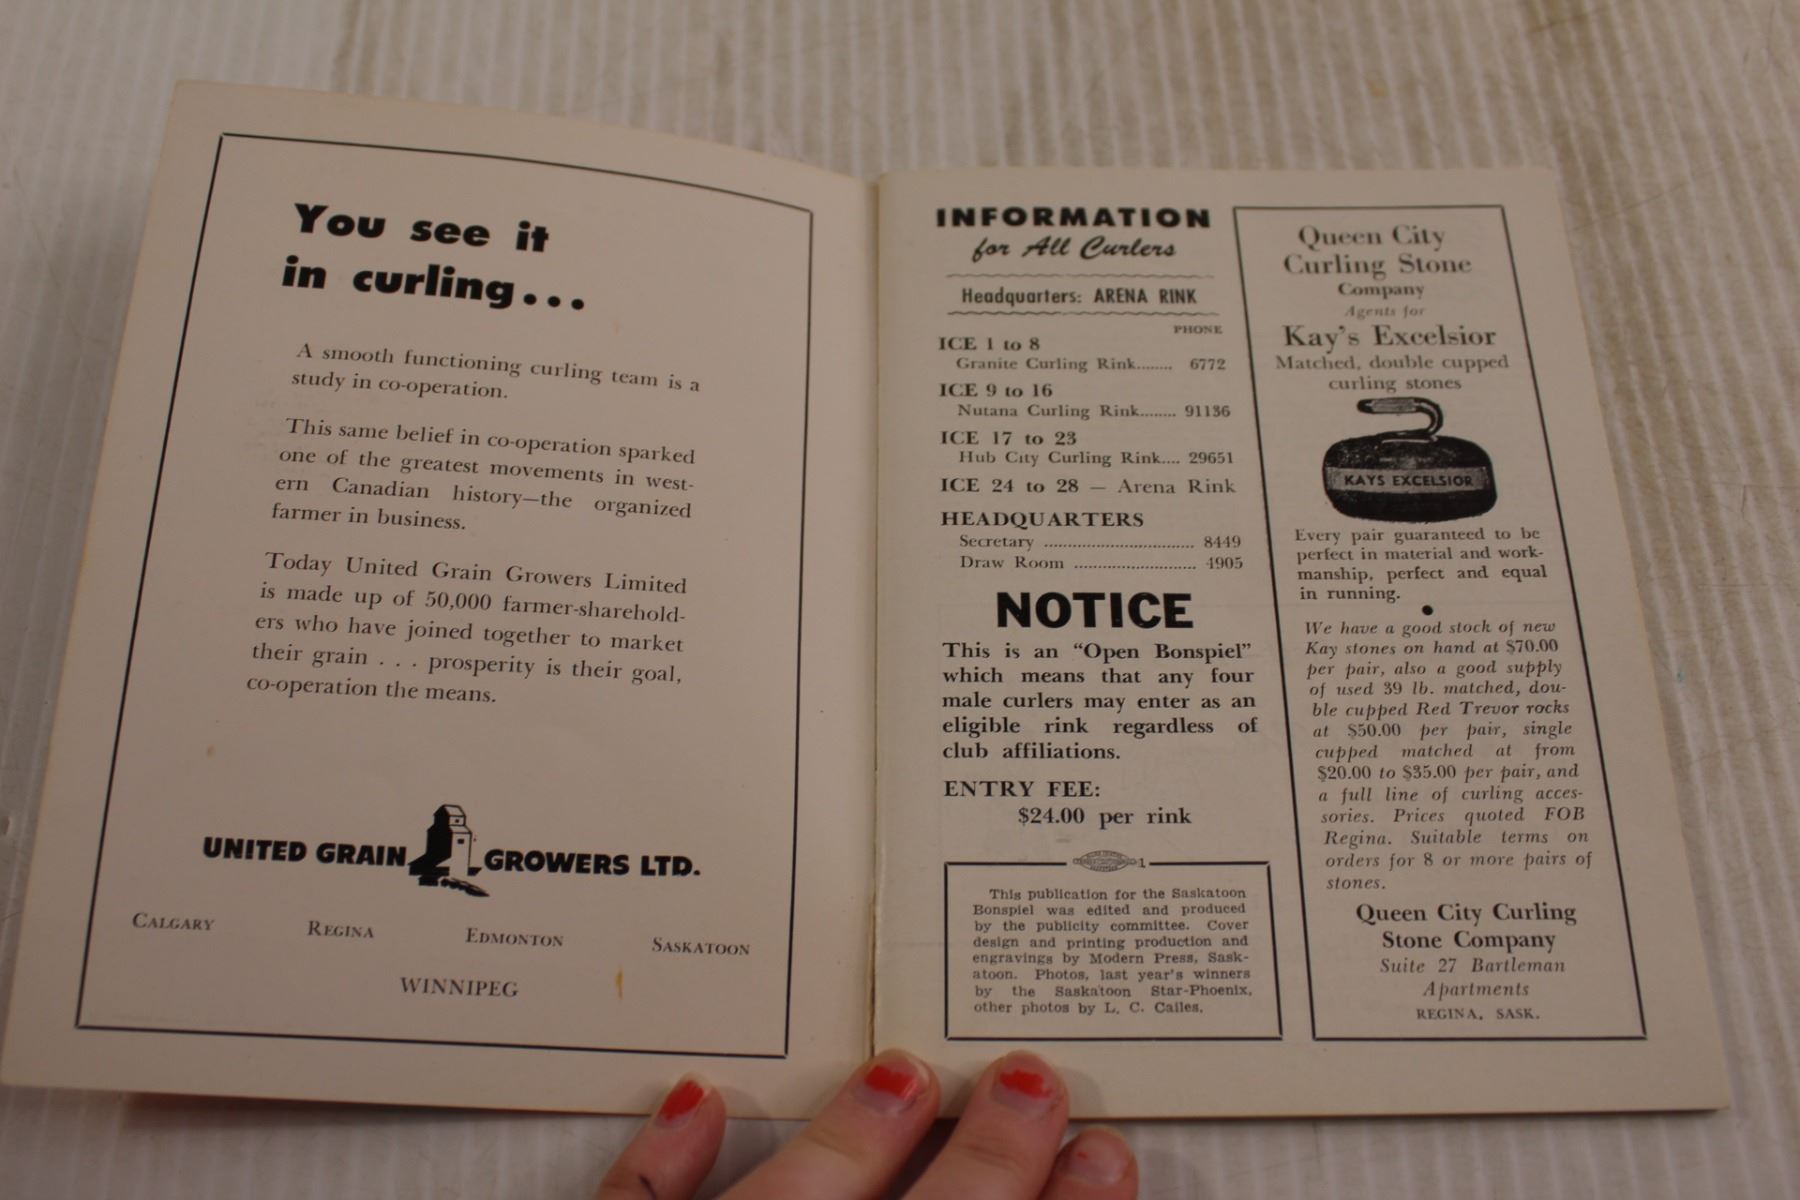 You see it
in curling...
A smooth functioning curling team is a
study in co-operation.
This same belief in co-operation sparked
one of the greatest movements in west-
ern Canadian history—the organized
farmer in business.
Today United Grain Growers Limited
is made up of 50,000 farmer-sharehold-
ers who have joined together to market
their grain . . . prosperity is their goal,
co-operation the means.
UNITED GRAIN GROWERS LTD.
CALGARY REGINA EDMONTON SASKATOON
WINNIPEG
INFORMATION
for All Curlers
Headquarters: ARENA RINK
PHONE
ICE 1 to 8
Granite Curling Rink........ 6772
ICE 9 to 16
Nutana Curling Rink........ 91136
ICE 17 to 23
Hub City Curling Rink.... 29651
ICE 24 to 28 — Arena Rink
HEADQUARTERS
Secretary ................................ 8449
Draw Room .......................... 4905
NOTICE
This is an “Open Bonspiel”
which means that any four
male curlers may enter as an
eligible rink regardless of
club affiliations.
ENTRY FEE:
$24.00 per rink
1
This publication for the Saskatoon
Bonspiel was edited and produced
by the publicity committee. Cover
design and printing production and
engravings by Modern Press, Sask-
atoon. Photos, last year's winners
by the Saskatoon Star-Phoenix,
other photos by L. C. Cailes.
Queen City
Curling Stone
Company
Agents for
Kay's Excelsior
Matched, double cupped
curling stones
KAYS EXCELSIOR
Every pair guaranteed to be
perfect in material and work-
manship, perfect and equal
in running.
We have a good stock of new
Kay stones on hand at $70.00
per pair, also a good supply
of used 39 lb. matched, dou-
ble cupped Red Trevor rocks
at $50.00 per pair, single
cupped matched at from
$20.00 to $35.00 per pair, and
a full line of curling acces-
sories. Prices quoted FOB
Regina. Suitable terms on
orders for 8 or more pairs of
stones.
Queen City Curling
Stone Company
Suite 27 Bartleman
Apartments
REGINA, SASK.